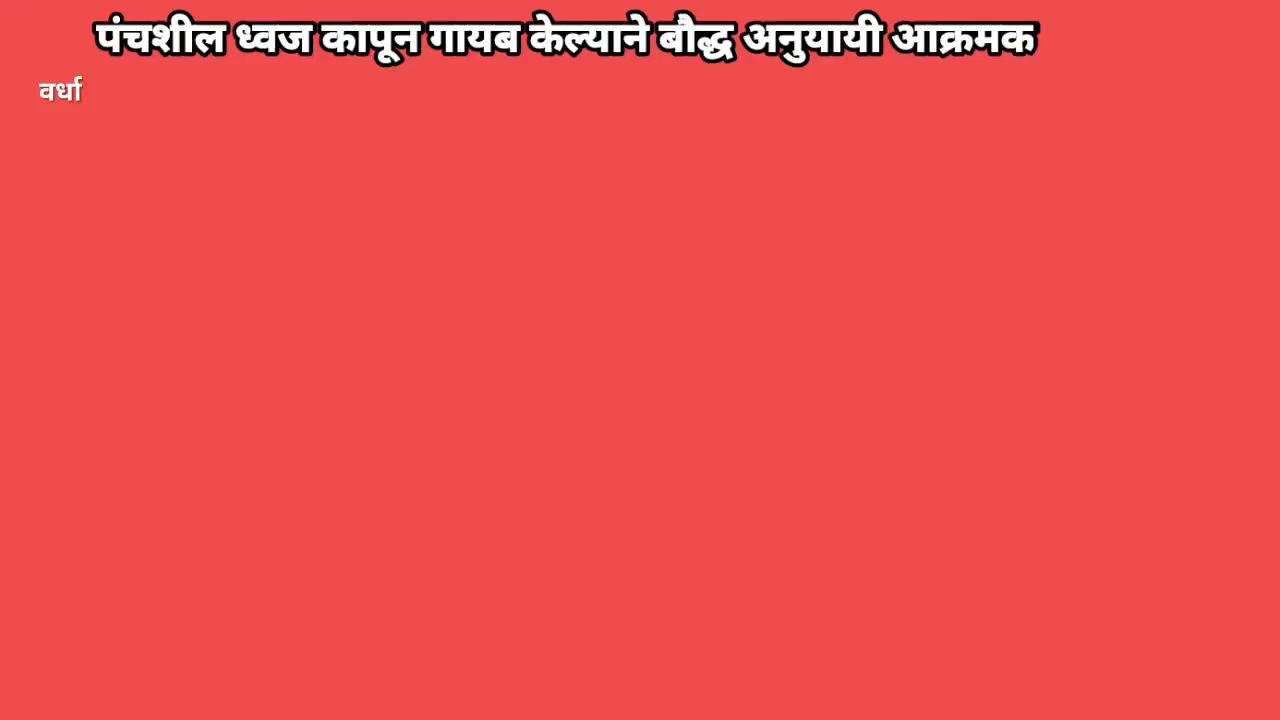 पंचशील ध्वज कापून गायब केल्याने बौद्ध अनुयायी आक्रमक
वर्धा